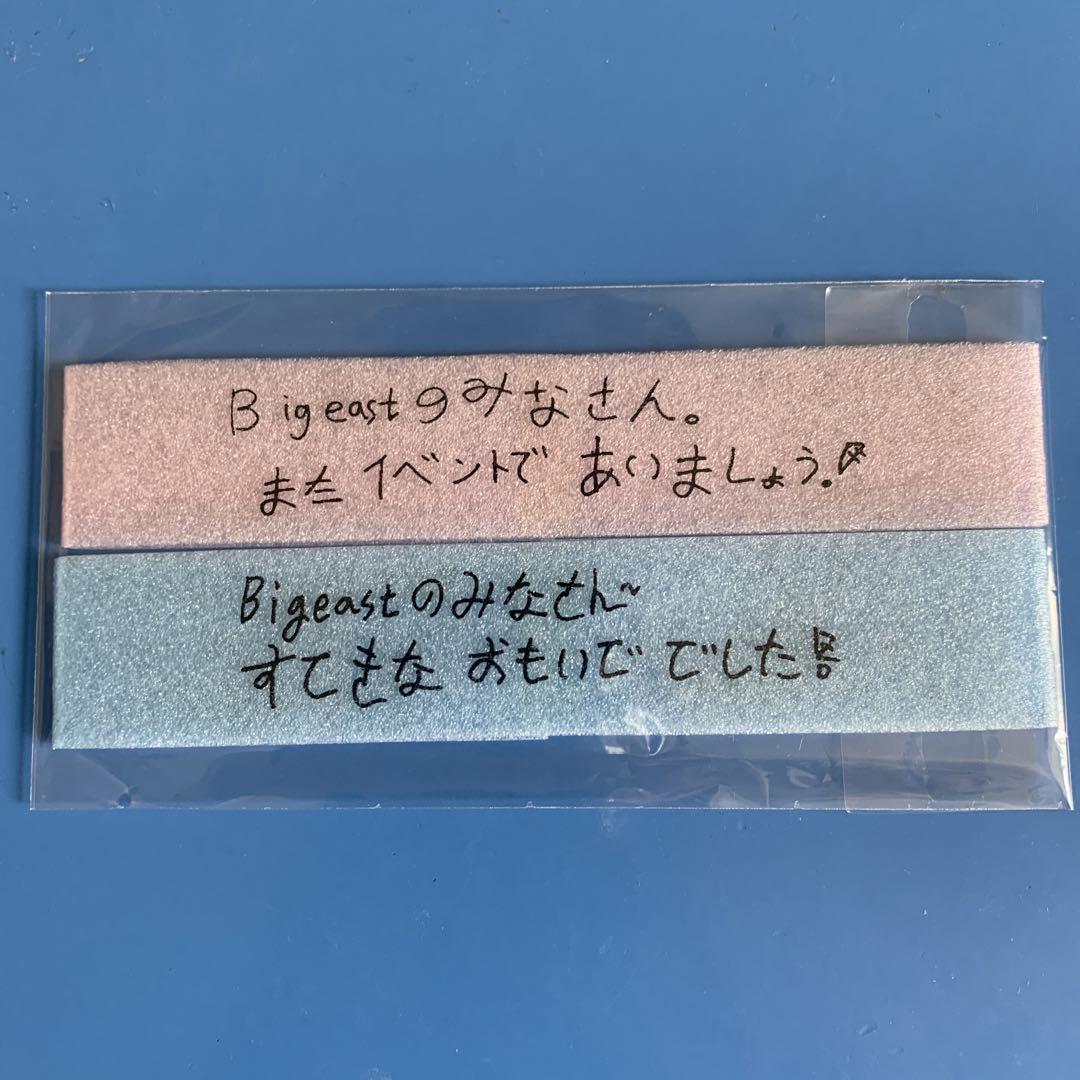 Bigeastのみなさん。
また イベントで あいましょう!
Bigeastのみなさん~
すてきな おもいで でした!!